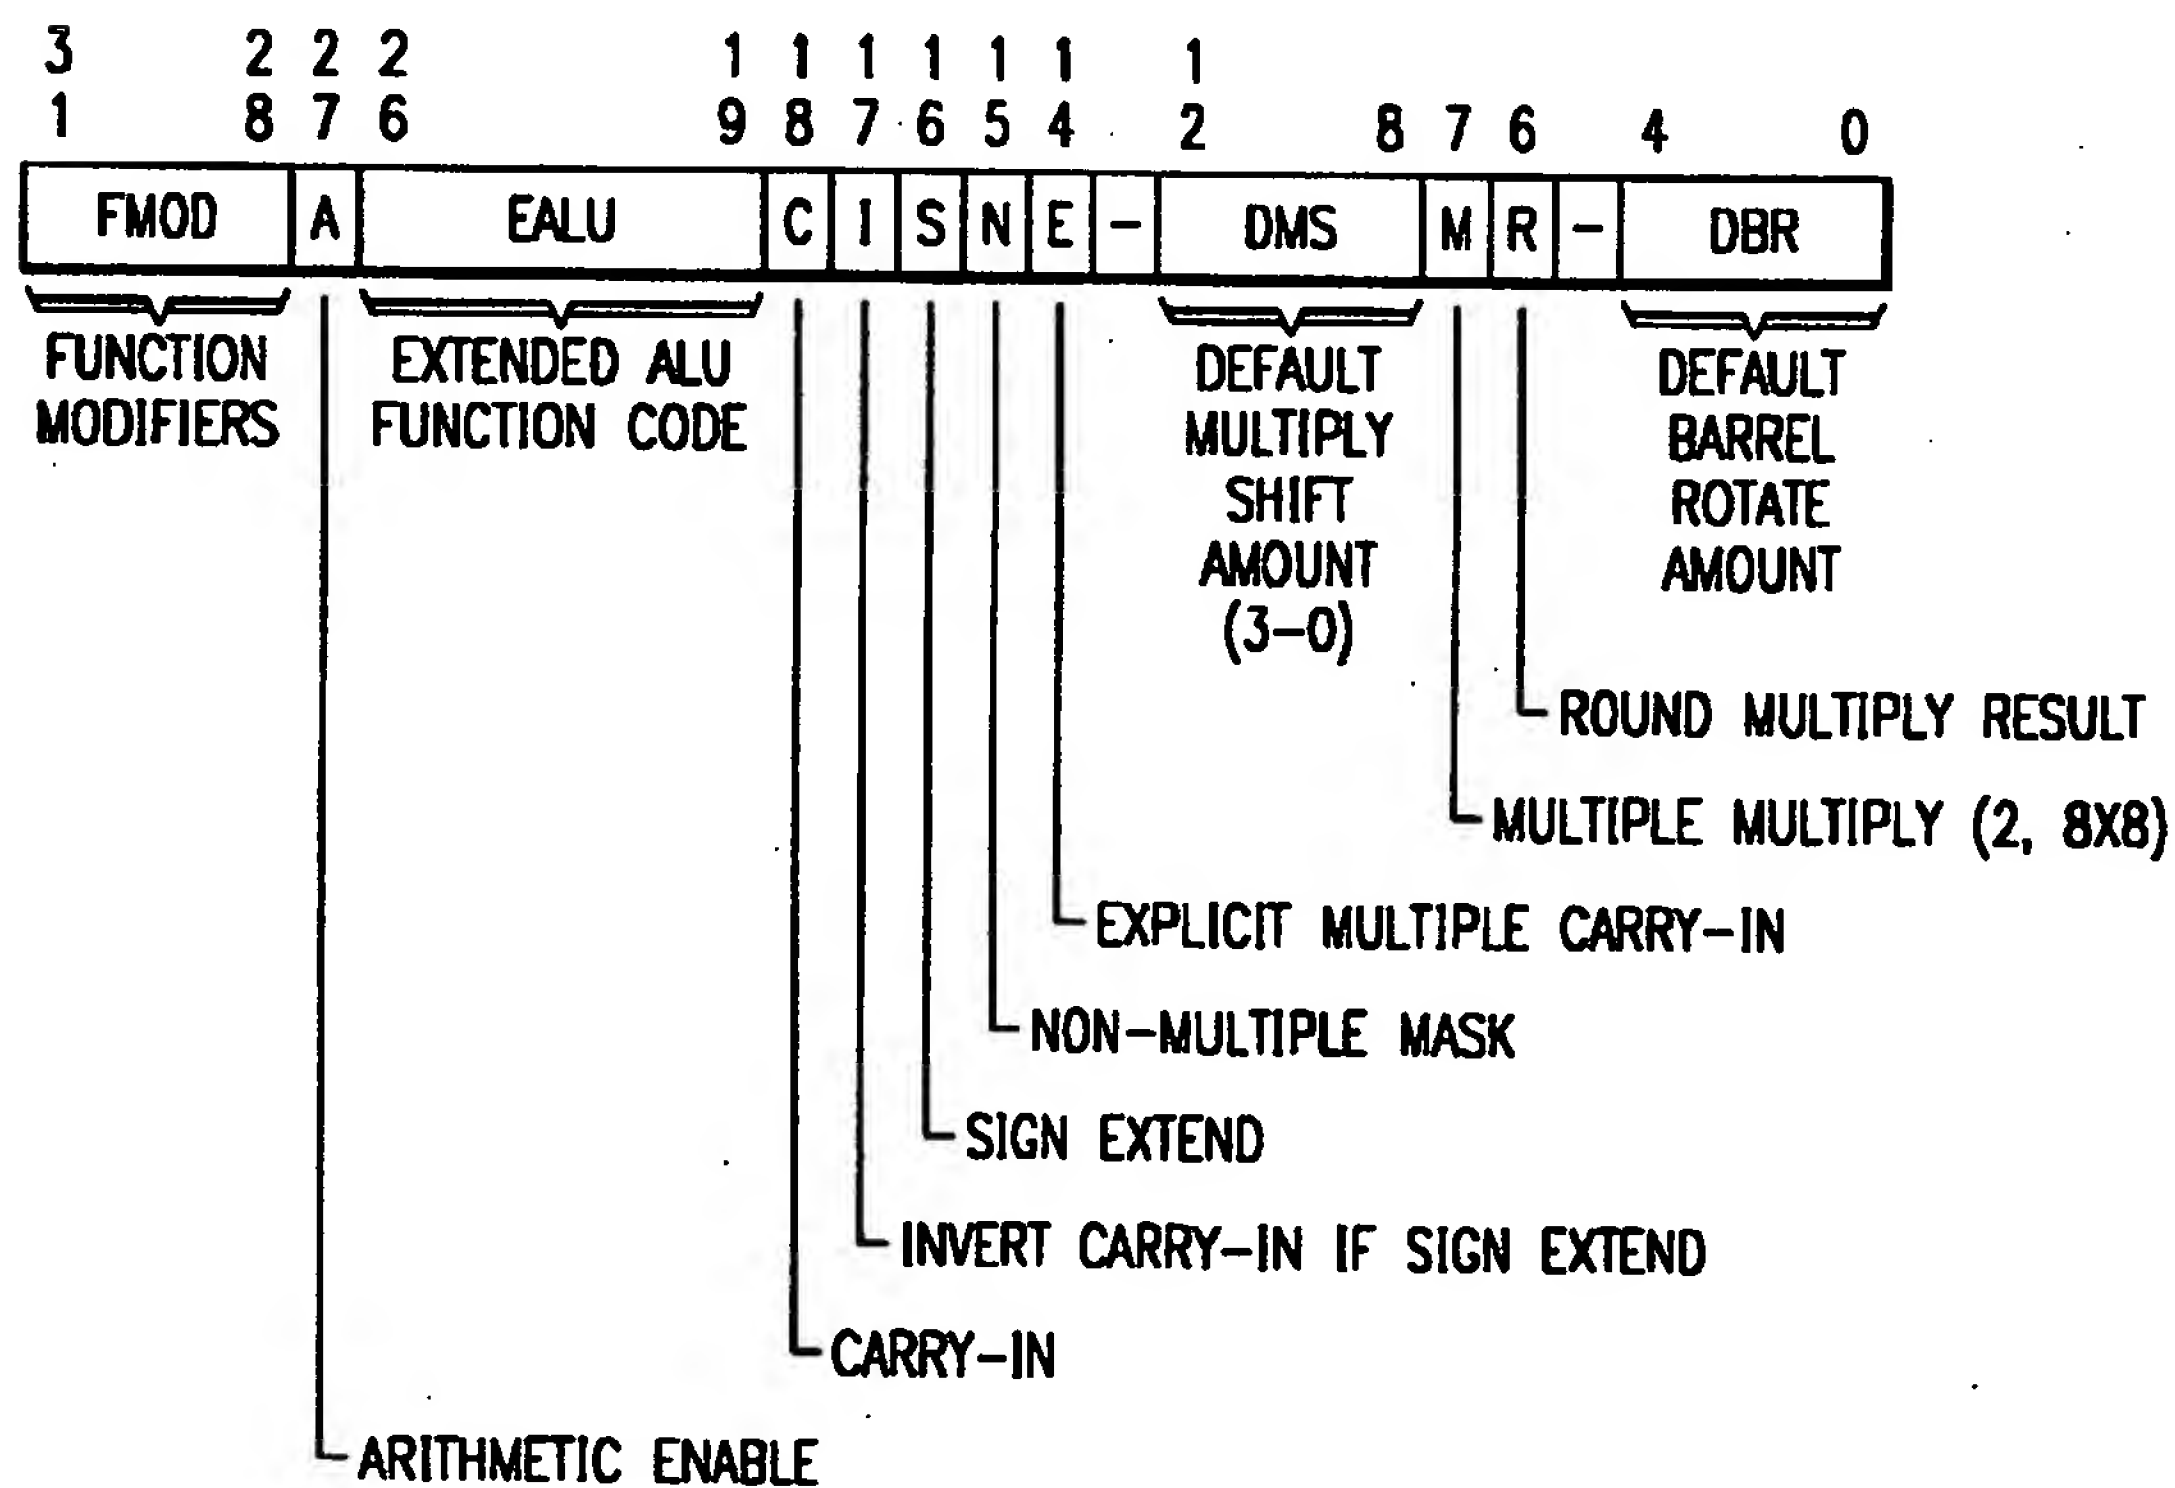 3 2 2 2 1 1 1 1 1 1 1
1 8 7 6 9 8 7 6 5 4 2 8 7 6 4 0
FMOD A EALU C I S N E - DMS M R - DBR
FUNCTION
MODIFIERS
EXTENDED ALU
FUNCTION CODE
DEFAULT
MULTIPLY
SHIFT
AMOUNT
(3-0)
DEFAULT
BARREL
ROTATE
AMOUNT
ROUND MULTIPLY RESULT
MULTIPLE MULTIPLY (2, 8X8)
EXPLICIT MULTIPLE CARRY-IN
NON-MULTIPLE MASK
SIGN EXTEND
INVERT CARRY-IN IF SIGN EXTEND
CARRY-IN
ARITHMETIC ENABLE